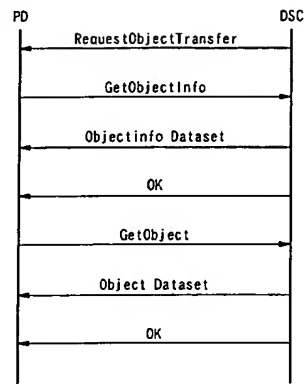 PD DSC
RequestObjectTransfer
GetObjectInfo
Objectinfo Dataset
OK
GetObject
Object Dataset
OK